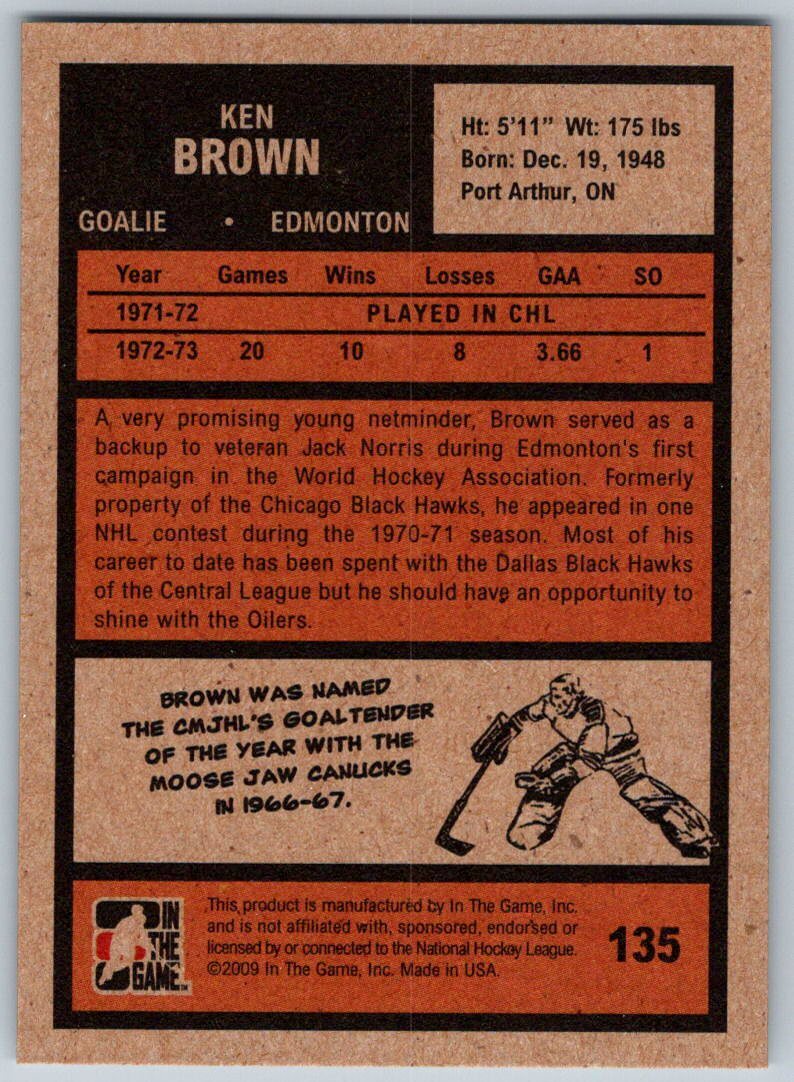 KEN
BROWN
GOALIE • EDMONTON
Ht: 5'11" Wt: 175 lbs
Born: Dec. 19, 1948
Port Arthur, ON
Year Games Wins Losses GAA SO
1971-72 PLAYED IN CHL
1972-73 20 10 8 3.66 1
A very promising young netminder, Brown served as a
backup to veteran Jack Norris during Edmonton's first
campaign in the World Hockey Association. Formerly
property of the Chicago Black Hawks, he appeared in one
NHL contest during the 1970-71 season. Most of his
career to date has been spent with the Dallas Black Hawks
of the Central League but he should have an opportunity to
shine with the Oilers.
BROWN WAS NAMED
THE CMJHL'S GOALTENDER
OF THE YEAR WITH THE
MOOSE JAW CANUCKS
IN 1966-67.
IN
THE
GAME™
This product is manufactured by In The Game, Inc.
and is not affiliated with, sponsored, endorsed or
licensed by or connected to the National Hockey League.
©2009 In The Game, Inc. Made in USA.
135